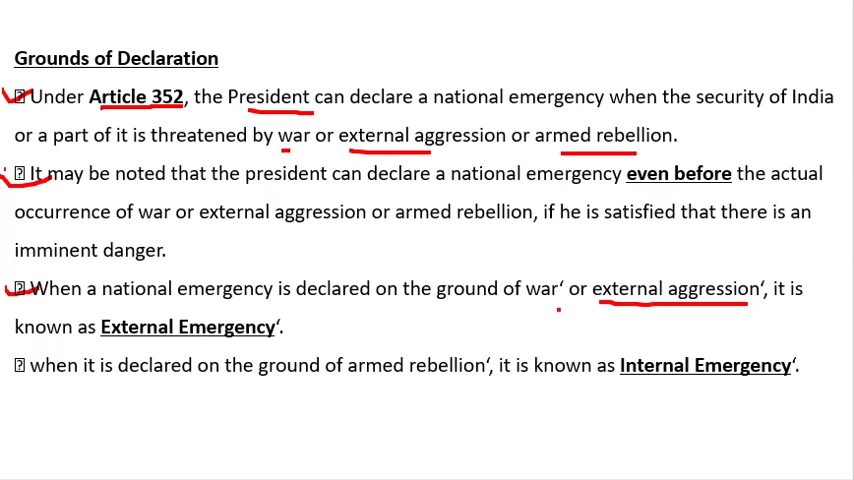 Grounds of Declaration
Under Article 352, the President can declare a national emergency when the security of India
or a part of it is threatened by war or external aggression or armed rebellion.
It may be noted that the president can declare a national emergency even before the actual
occurrence of war or external aggression or armed rebellion, if he is satisfied that there is an
imminent danger.
When a national emergency is declared on the ground of war‘ or external aggression‘, it is
known as External Emergency‘.
when it is declared on the ground of armed rebellion‘, it is known as Internal Emergency‘.